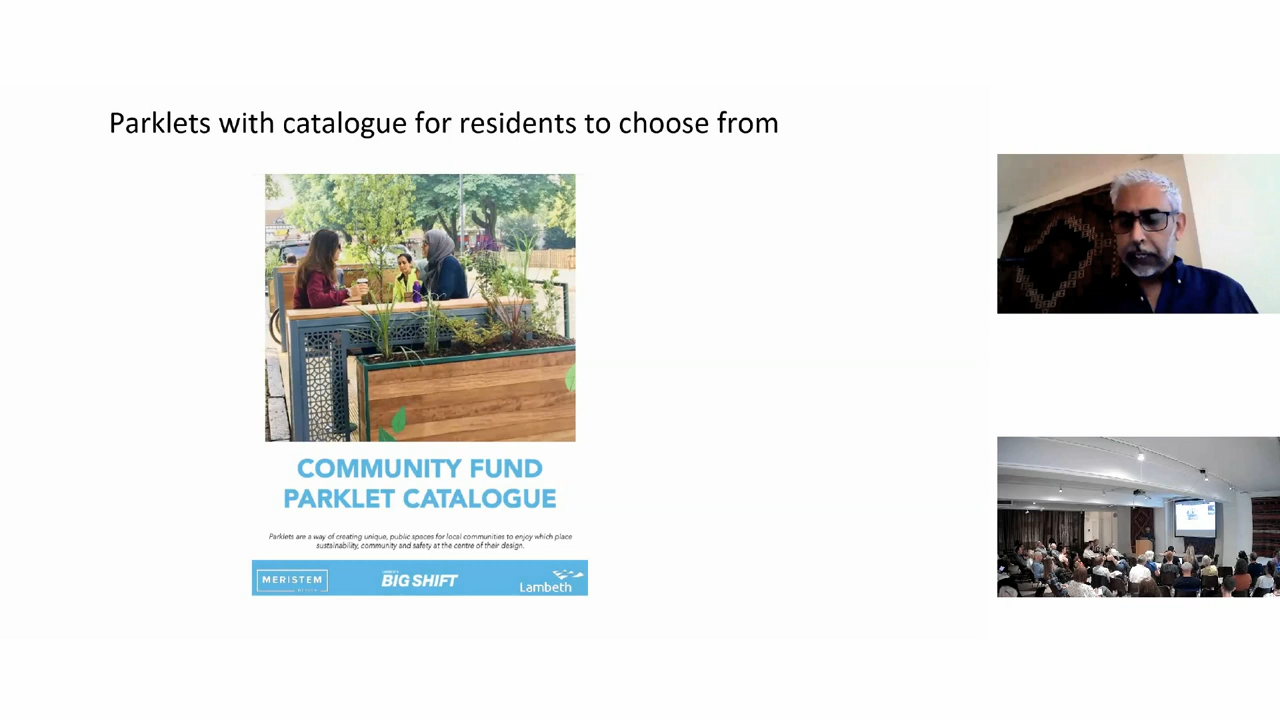 Parklets with catalogue for residents to choose from
COMMUNITY FUND
PARKLET CATALOGUE
Parklets are a way of creating unique, public spaces for local communities to enjoy which place
sustainability, community and safety at the centre of their design.
MERISTEM
BIG SHIFT
Lambeth